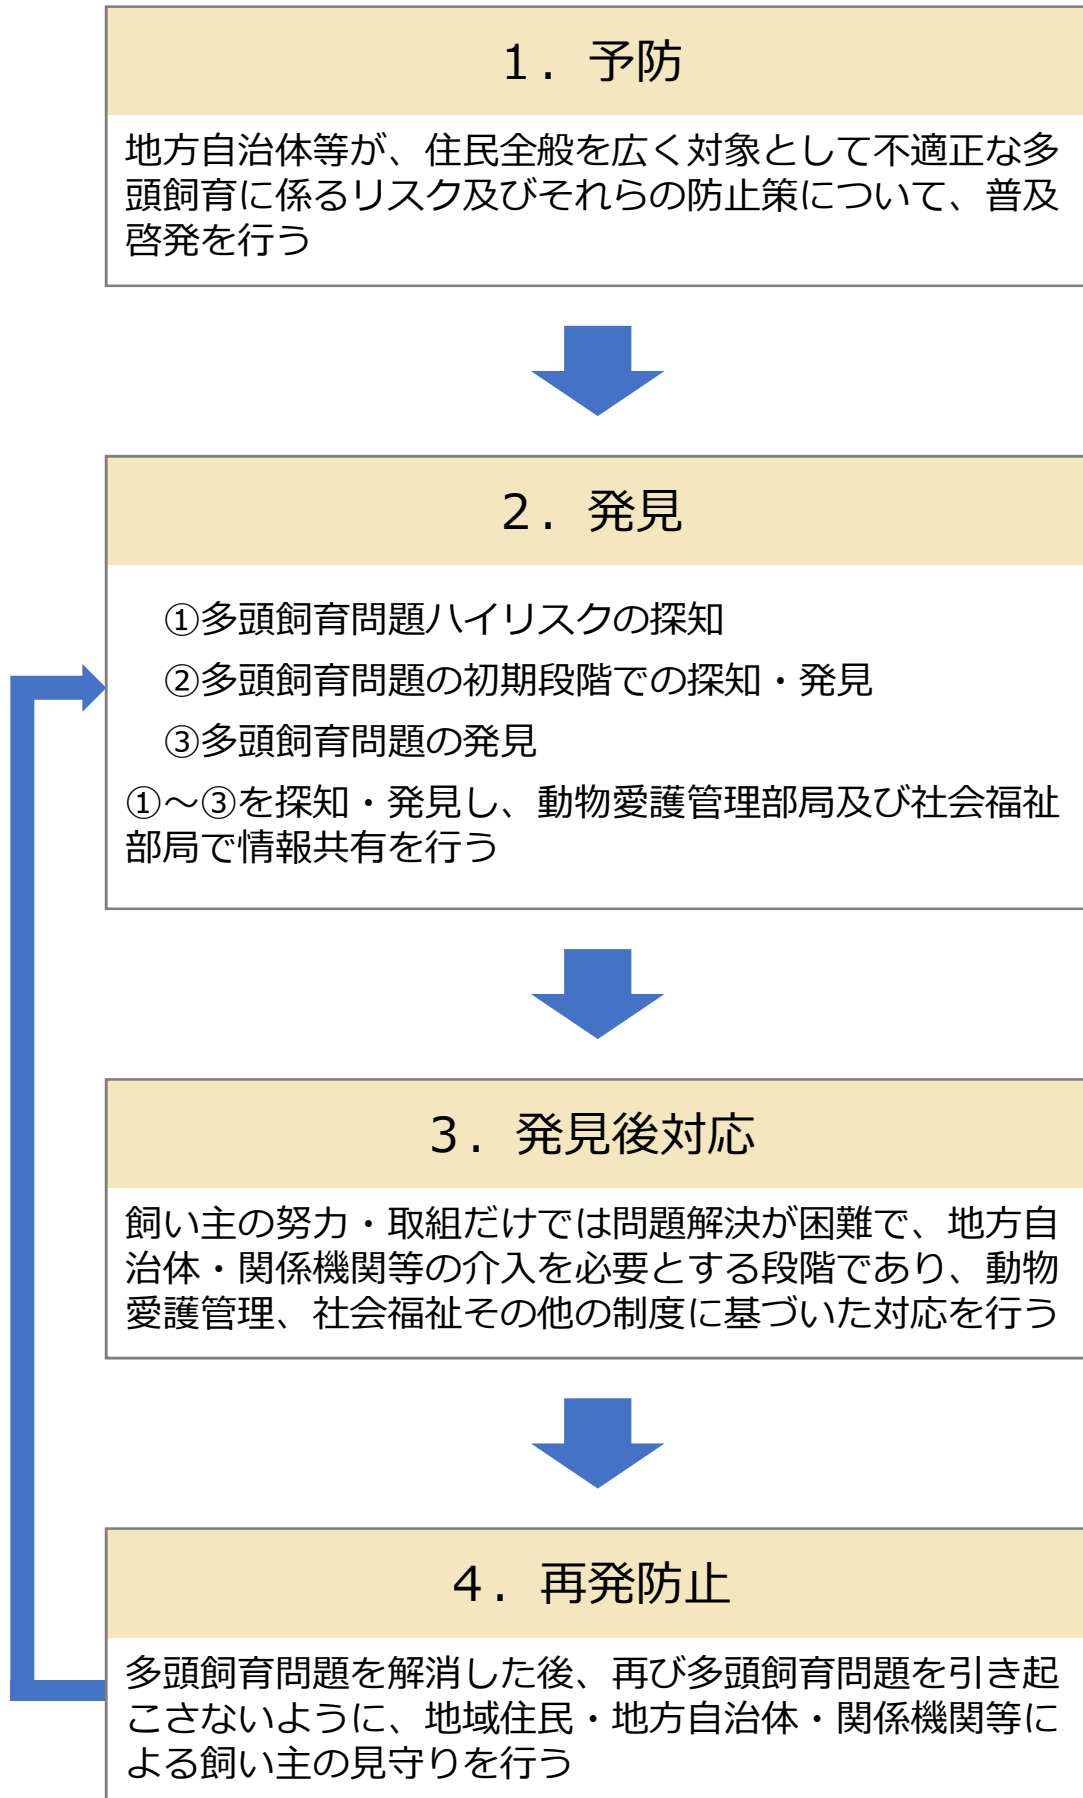 １．予防
地方自治体等が、住民全般を広く対象として不適正な多
頭飼育に係るリスク及びそれらの防止策について、普及
啓発を行う
２．発見
①多頭飼育問題ハイリスクの探知
②多頭飼育問題の初期段階での探知・発見
③多頭飼育問題の発見
①～③を探知・発見し、動物愛護管理部局及び社会福祉
部局で情報共有を行う
３．発見後対応
飼い主の努力・取組だけでは問題解決が困難で、地方自
治体・関係機関等の介入を必要とする段階であり、動物
愛護管理、社会福祉その他の制度に基づいた対応を行う
４．再発防止
多頭飼育問題を解消した後、再び多頭飼育問題を引き起
こさないように、地域住民・地方自治体・関係機関等に
よる飼い主の見守りを行う